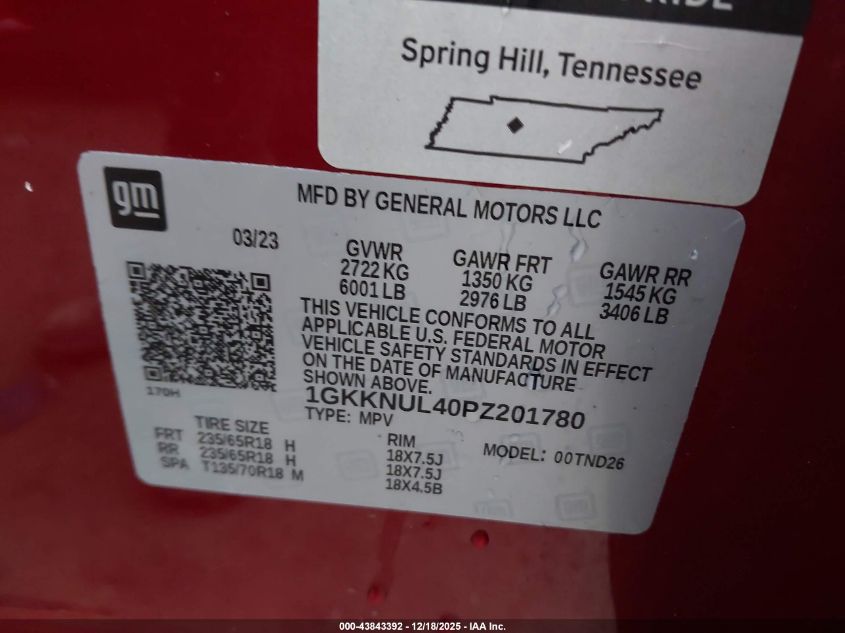 RIDE
Spring Hill, Tennessee
gm
MFD BY GENERAL MOTORS LLC
03/23
GVWR
2722 KG
6001 LB
GAWR FRT
1350 KG
2976 LB
GAWR RR
1545 KG
3406 LB
THIS VEHICLE CONFORMS TO ALL
APPLICABLE U.S. FEDERAL MOTOR
VEHICLE SAFETY STANDARDS IN EFFECT
ON THE DATE OF MANUFACTURE
SHOWN ABOVE.
1GKKNUL40PZ201780
TYPE: MPV
170H
TIRE SIZE
RIM
MODEL: 00TND26
FRT 235/65R18 H 18X7.5J
RR 235/65R18 H 18X7.5J
SPA T135/70R18 M 18X4.5B
000-43843392 - 12/18/2025 - IAA Inc.